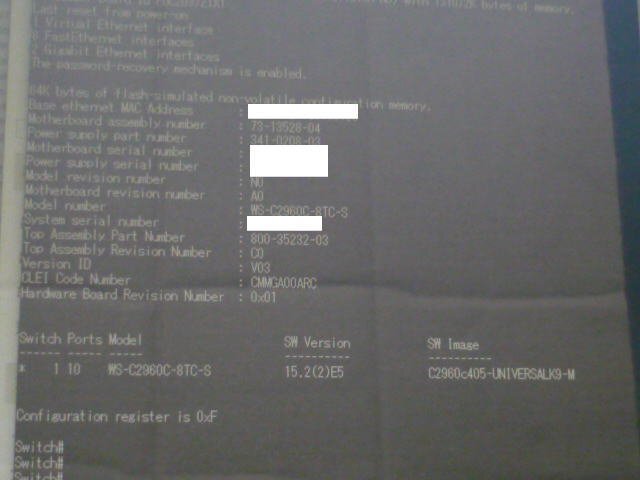 with 131072K bytes of memory.
Last reset from power-on
1 Virtual Ethernet interface
8 FastEthernet interfaces
2 Gigabit Ethernet interfaces
The password-recovery mechanism is enabled.
64K bytes of flash-simulated non-volatile configuration memory.
Base ethernet MAC Address :
Motherboard assembly number : 73-13528-04
Power supply part number : 341-0208-03
Motherboard serial number :
Power supply serial number :
Model revision number : N0
Motherboard revision number : A0
Model number : WS-C2960C-8TC-S
System serial number :
Top Assembly Part Number : 800-35232-03
Top Assembly Revision Number : C0
Version ID : V03
CLEI Code Number : CMMGA00ARC
Hardware Board Revision Number : 0x01
Switch Ports Model SW Version SW Image
------ ----- ----- ---------- ----------
* 1 10 WS-C2960C-8TC-S 15.2(2)E5 C2960c405-UNIVERSALK9-M
Configuration register is 0xF
Switch#
Switch#
Switch#